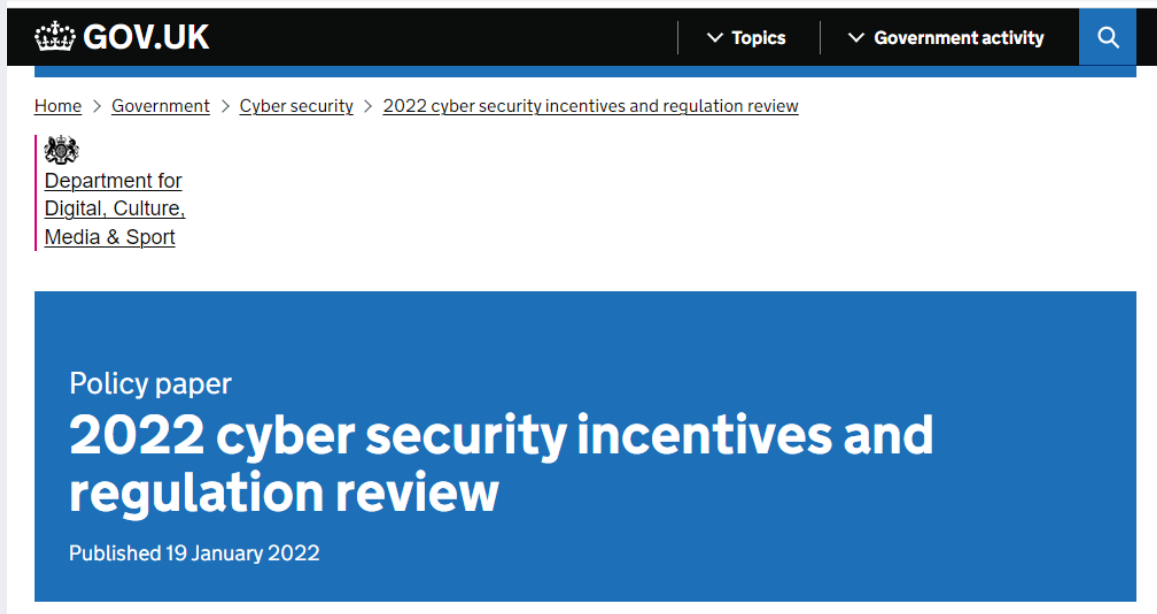 GOV.UK Topics Government activity
Home > Government > Cyber security > 2022 cyber security incentives and regulation review
Department for
Digital, Culture,
Media & Sport
Policy paper
2022 cyber security incentives and
regulation review
Published 19 January 2022